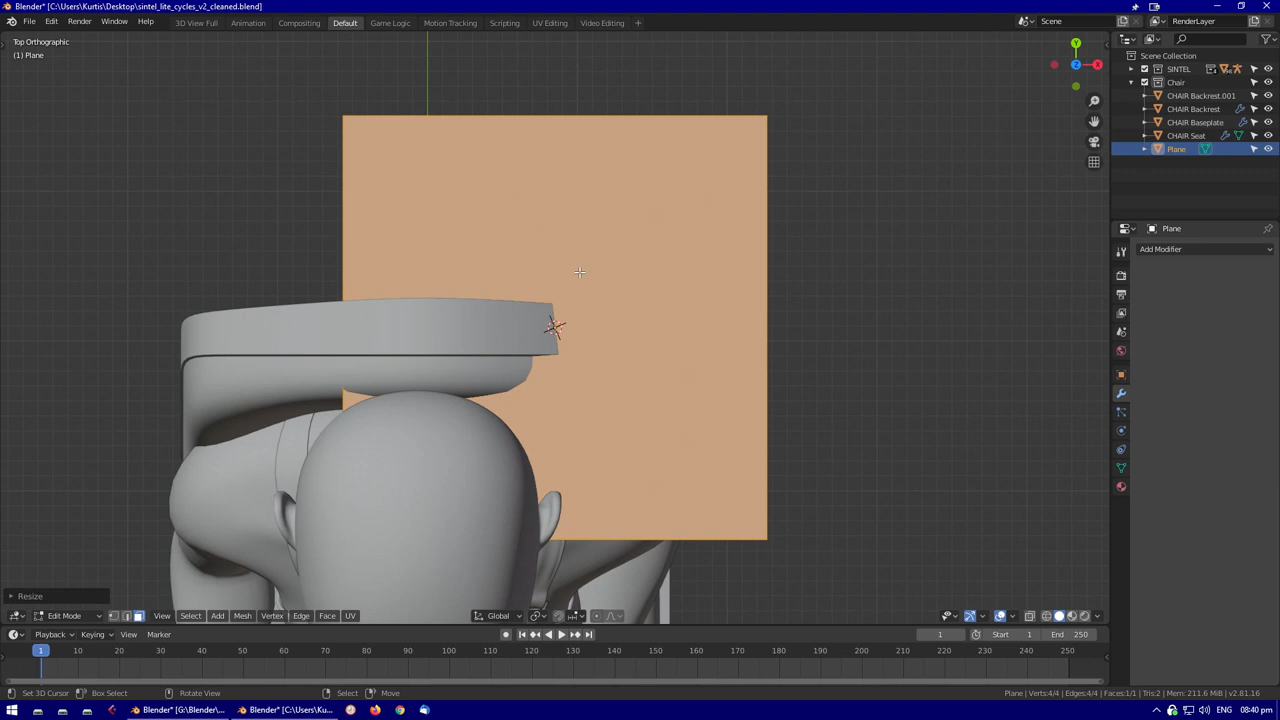 Blender* [C:\Users\Kurtis\Desktop\sintel_lite_cycles_v2_cleaned.blend]
File Edit Render Window Help 3D View Full Animation Compositing Default Game Logic Motion Tracking Scripting UV Editing Video Editing + Scene RenderLayer
Top Orthographic
(1) Plane
Y
Z X
Scene Collection
SINTEL
Chair
CHAIR Backrest.001
CHAIR Backrest
CHAIR Baseplate
CHAIR Seat
Plane
Plane
Add Modifier
Resize
Edit Mode View Select Add Mesh Vertex Edge Face UV Global
Playback Keying View Marker 1 Start 1 End 250
1 10 20 30 40 50 60 70 80 90 100 110 120 130 140 150 160 170 180 190 200 210 220 230 240 250
Set 3D Cursor Box Select Rotate View Select Move Plane | Verts:4/4 | Edges:4/4 | Faces:1/1 | Tris:2 | Mem: 211.6 MiB | v2.81.16
Blender* [G:\Blender\... Blender* [C:\Users\Ku... ENG 08:40 pm